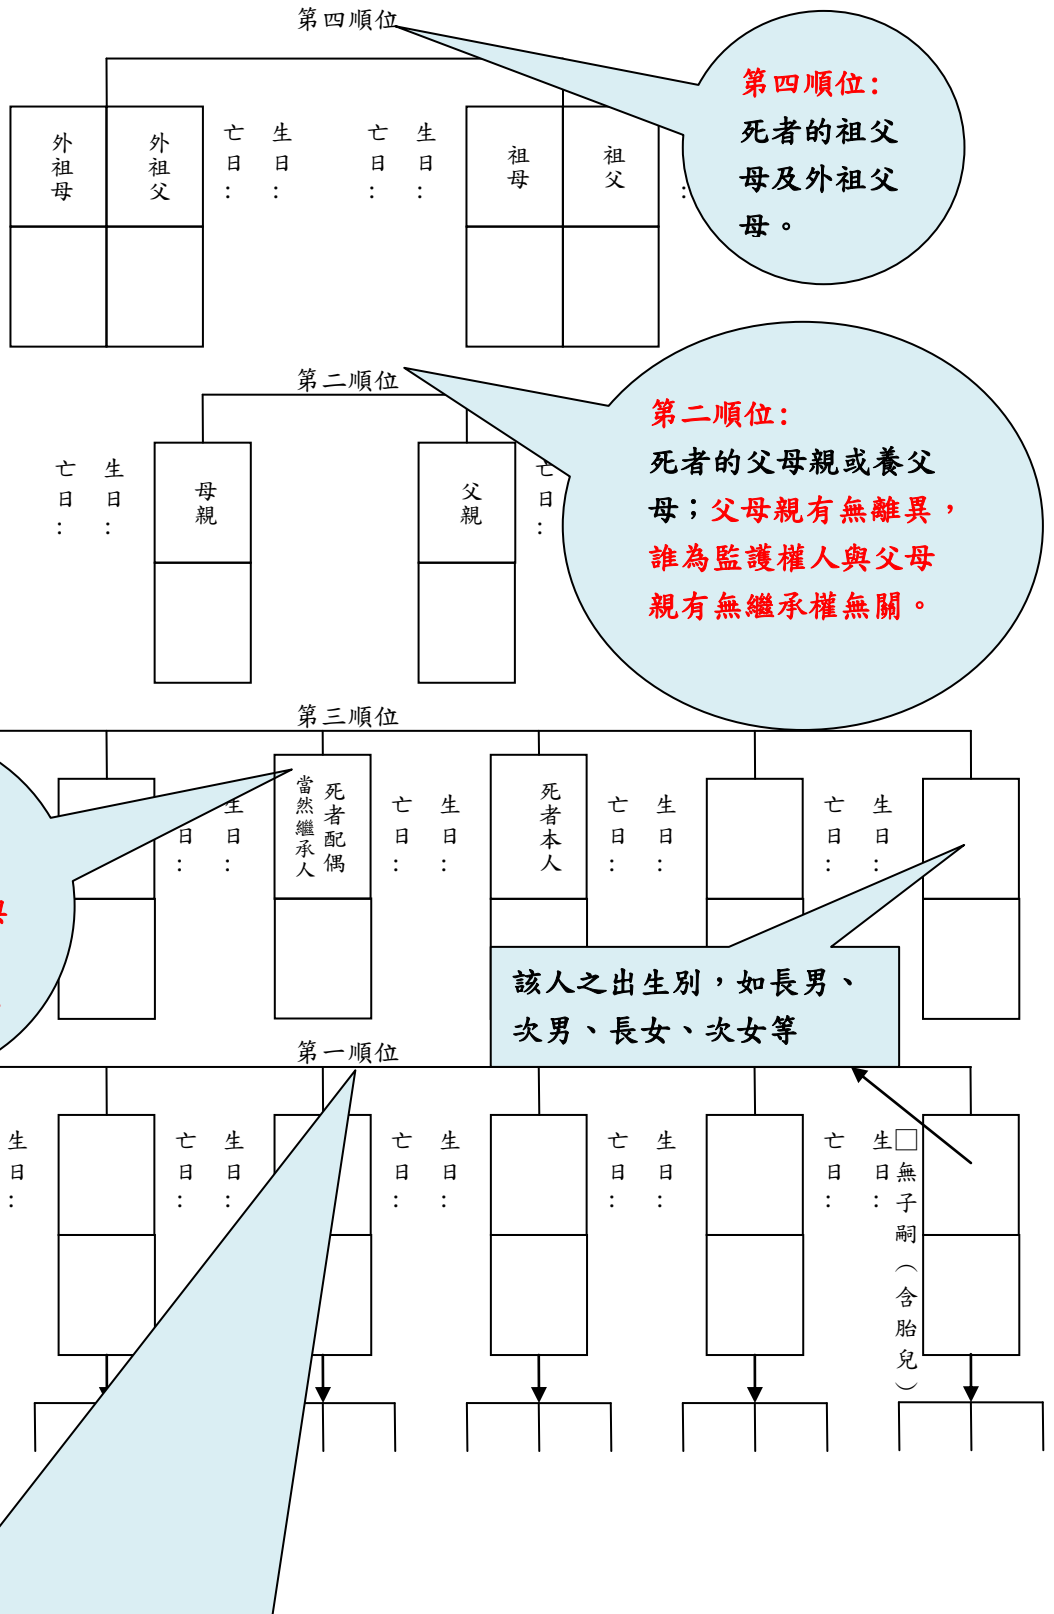 第四順位
第四順位:
死者的祖父
母及外祖父
母。
外祖母
外祖父
亡日：
生日：
亡日：
生日：
祖母
祖父
：
第二順位
第二順位:
死者的父母親或養父
母；父母親有無離異，
誰為監護權人與父母
親有無繼承權無關。
亡日：
生日：
母親
父親
亡日：
第三順位
日：
生日：
當然繼承人
死者配偶
亡日：
生日：
死者本人
亡日：
生日：
亡日：
生日：
該人之出生別，如長男、
次男、長女、次女等
第一順位
生日：
亡日：
生日：
亡日：
生日：
亡日：
生日：
亡日：
生日：
□無子嗣（含胎兒）